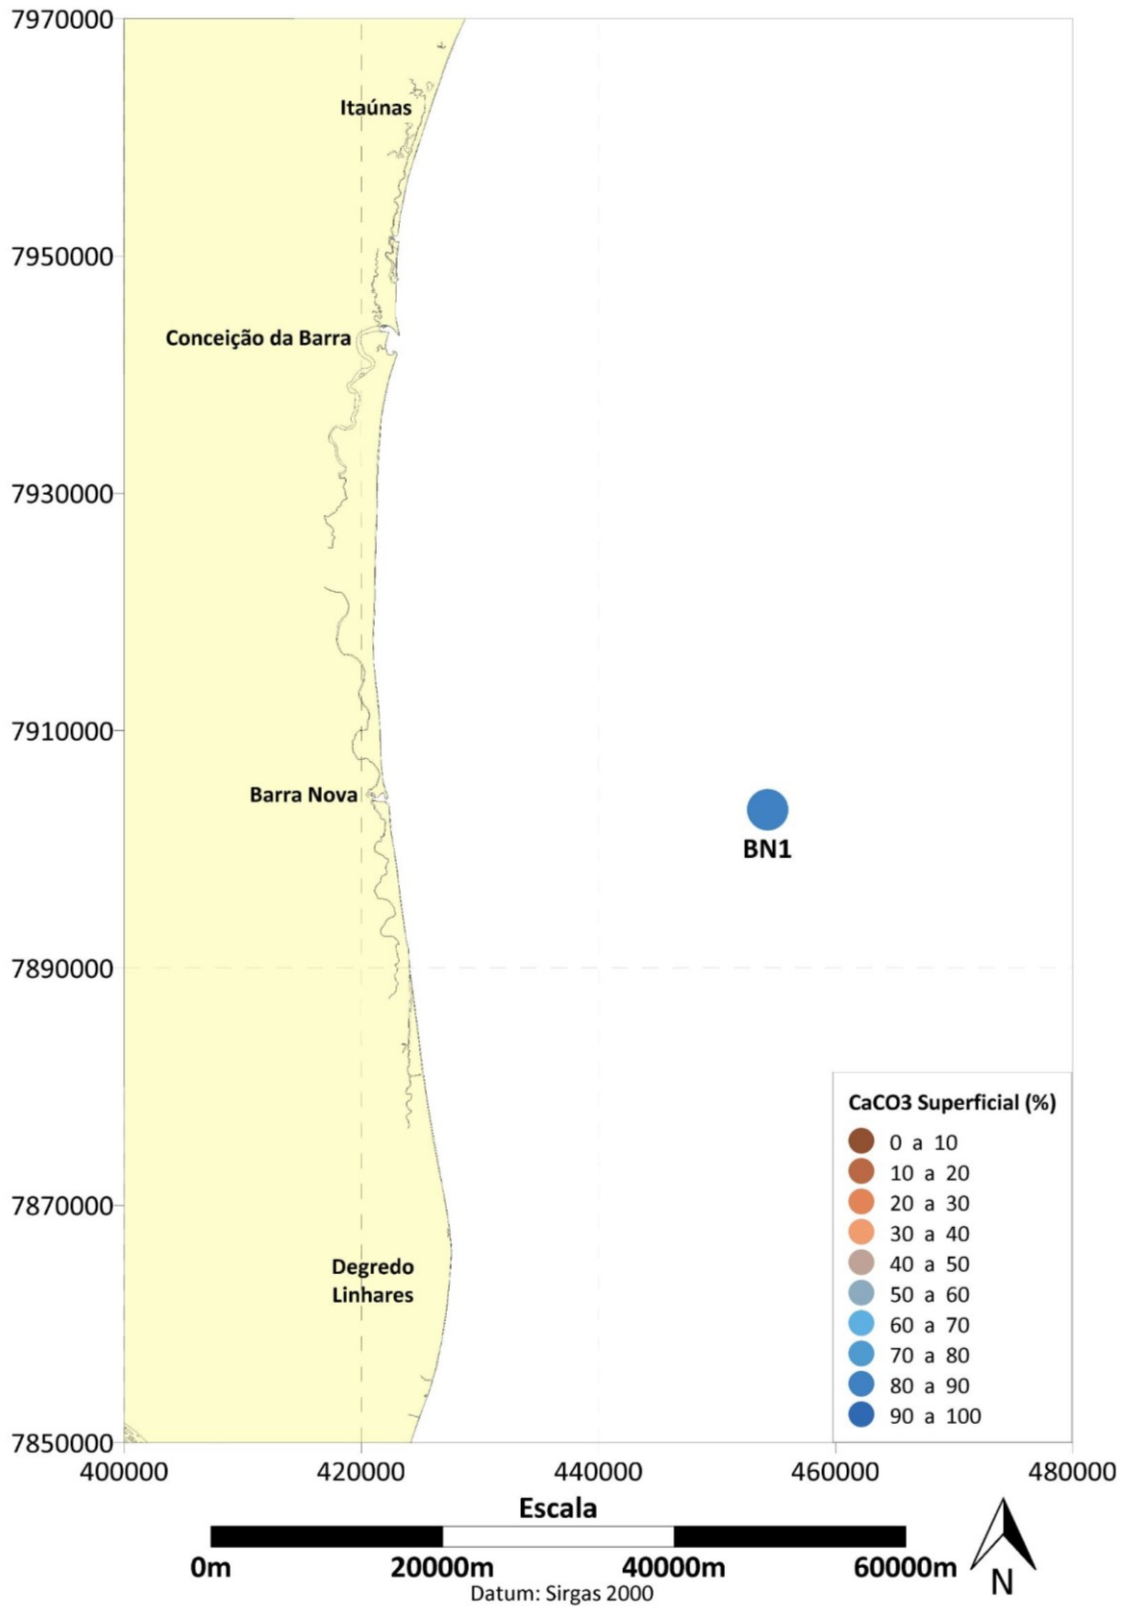 7970000
Itaúnas
7950000
Conceição da Barra
7930000
7910000
Barra Nova
BN1
7890000
CaCO3 Superficial (%)
0 a 10
10 a 20
20 a 30
30 a 40
40 a 50
50 a 60
60 a 70
70 a 80
80 a 90
90 a 100
7870000
Degredo
Linhares
7850000
400000 420000 440000 460000 480000
Escala
0m 20000m 40000m 60000m
Datum: Sirgas 2000
N